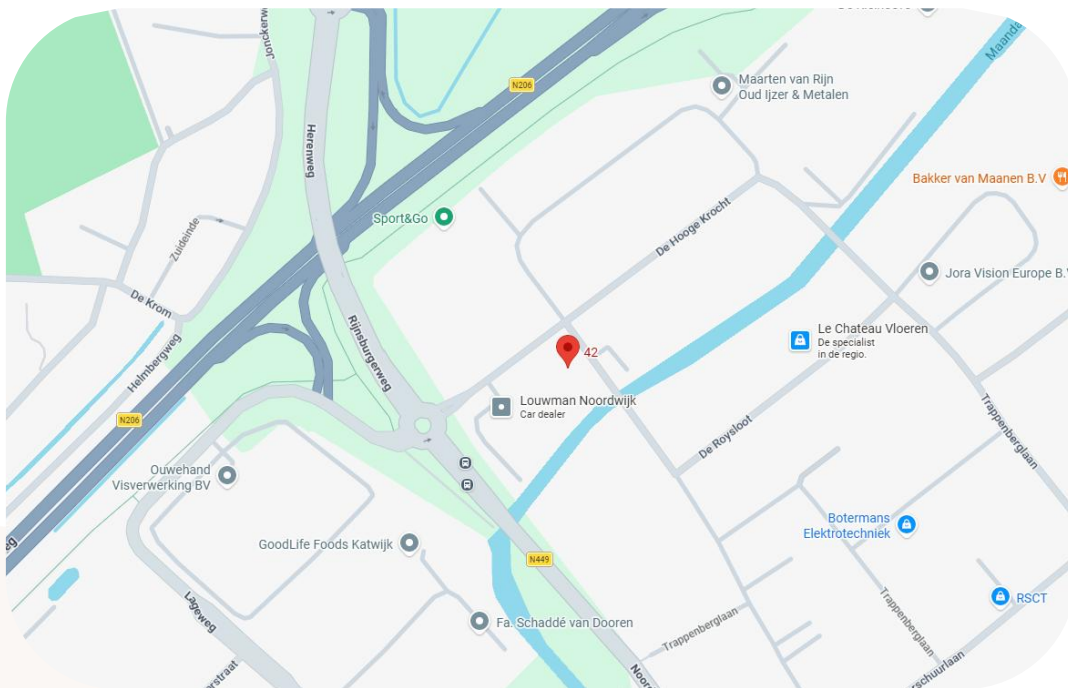 Jonckerweg
N206
Maarten van Rijn
Oud Ijzer & Metalen
Herenweg
Bakker van Maanen B.V
Sport&Go
De Hooge Krocht
Zuideinde
Jora Vision Europe B.V
De Krom
Rijnsburgerweg
Le Chateau Vloeren
De specialist
in de regio.
42
Helmbergweg
Louwman Noordwijk
Car dealer
N206
De Roysloot
Trappenberglaan
Ouwehand
Visverwerking BV
Botermans
Elektrotechniek
GoodLife Foods Katwijk
N449
RSCT
Lageweg
Fa. Schaddé van Dooren
Trappenberglaan
Trappenberglaan